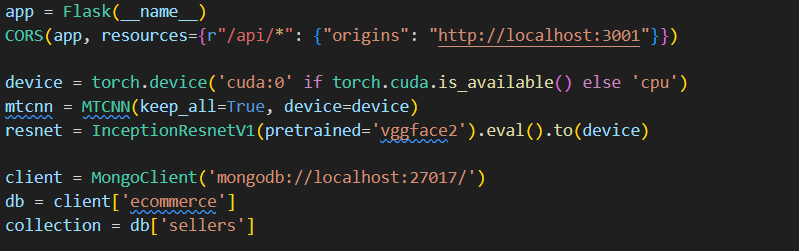 app = Flask(__name__)
CORS(app, resources={r"/api/*": {"origins": "http://localhost:3001"}})
device = torch.device('cuda:0' if torch.cuda.is_available() else 'cpu')
mtcnn = MTCNN(keep_all=True, device=device)
resnet = InceptionResnetV1(pretrained='vggface2').eval().to(device)
client = MongoClient('mongodb://localhost:27017/')
db = client['ecommerce']
collection = db['sellers']